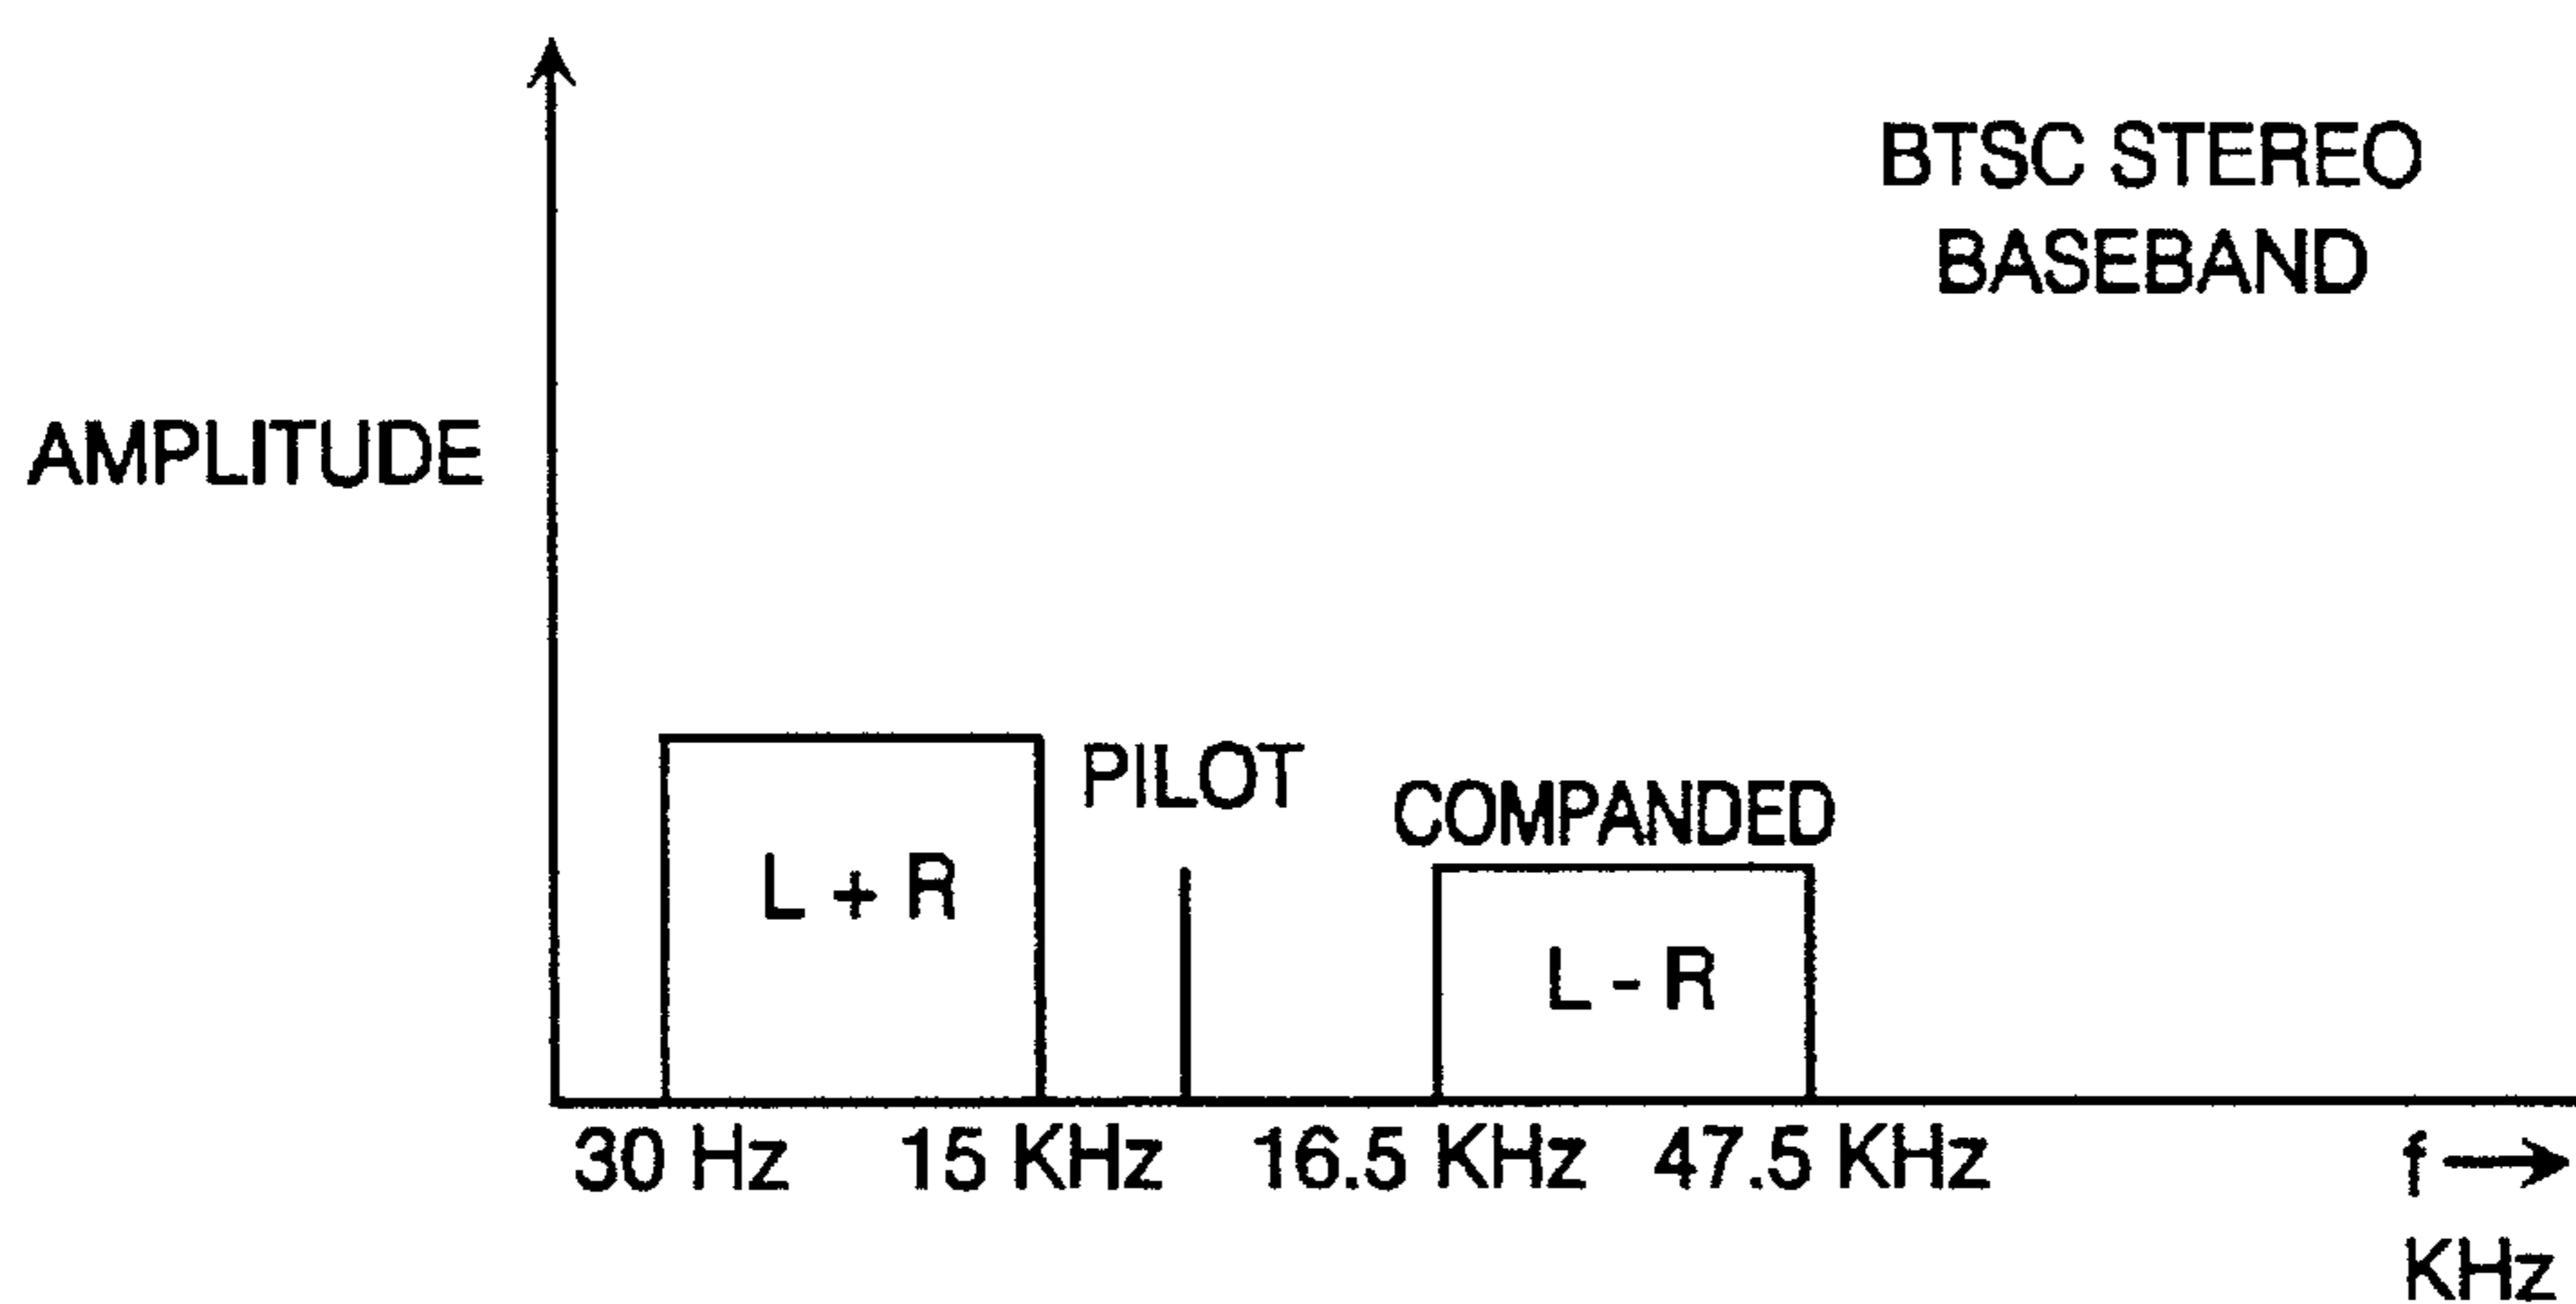 BTSC STEREO
BASEBAND
AMPLITUDE
PILOT
COMPANDED
L + R
L - R
30 Hz
15 KHz
16.5 KHz
47.5 KHz
f
KHz